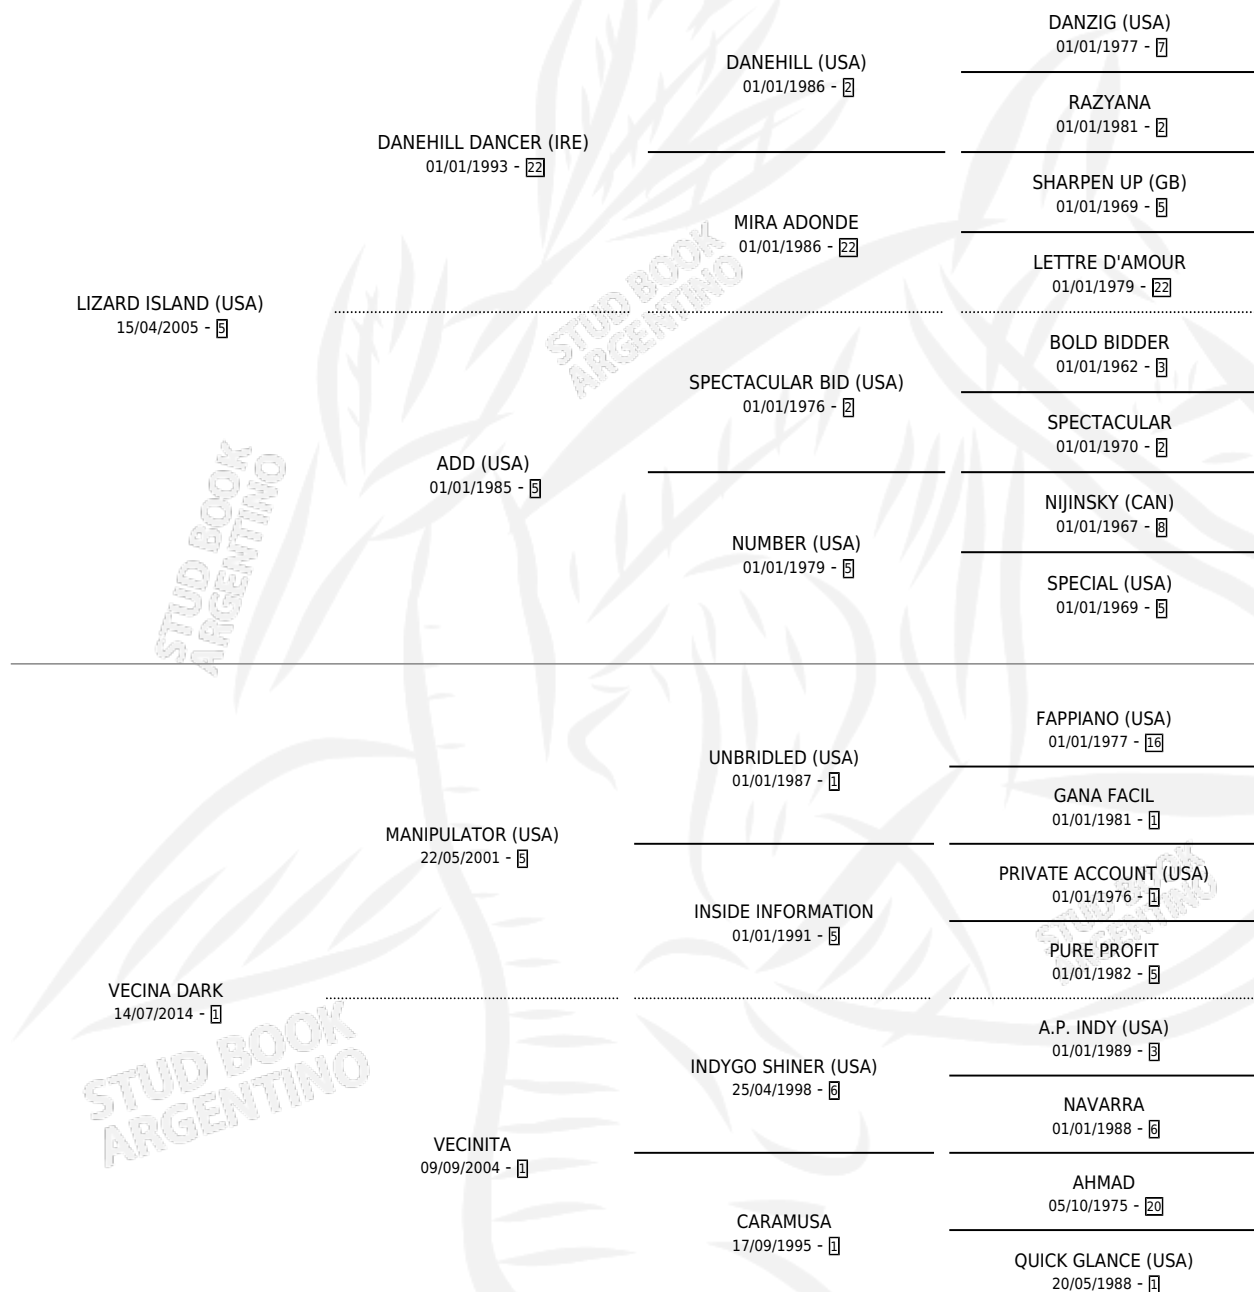 DANZIG (USA)
01/01/1977 - 7
DANEHILL (USA)
01/01/1986 - 2
RAZYANA
01/01/1981 - 2
DANEHILL DANCER (IRE)
01/01/1993 - 22
SHARPEN UP (GB)
01/01/1969 - 5
MIRA ADONDE
01/01/1986 - 22
LETTRE D'AMOUR
01/01/1979 - 22
LIZARD ISLAND (USA)
15/04/2005 - 5
BOLD BIDDER
01/01/1962 - 3
SPECTACULAR BID (USA)
01/01/1976 - 2
SPECTACULAR
01/01/1970 - 2
ADD (USA)
01/01/1985 - 5
NIJINSKY (CAN)
01/01/1967 - 8
NUMBER (USA)
01/01/1979 - 5
SPECIAL (USA)
01/01/1969 - 5
FAPPIANO (USA)
01/01/1977 - 16
UNBRIDLED (USA)
01/01/1987 - 1
GANA FACIL
01/01/1981 - 1
MANIPULATOR (USA)
22/05/2001 - 5
PRIVATE ACCOUNT (USA)
01/01/1976 - 1
INSIDE INFORMATION
01/01/1991 - 5
PURE PROFIT
01/01/1982 - 5
VECINA DARK
14/07/2014 - 1
A.P. INDY (USA)
01/01/1989 - 3
INDYGO SHINER (USA)
25/04/1998 - 6
NAVARRA
01/01/1988 - 6
VECINITA
09/09/2004 - 1
AHMAD
05/10/1975 - 20
CARAMUSA
17/09/1995 - 1
QUICK GLANCE (USA)
20/05/1988 - 1
STUD BOOK
ARGENTINO
STUD BOOK
ARGENTINO
STUD BOOK
ARGENTINO
STUD BOOK
ARGENTINO